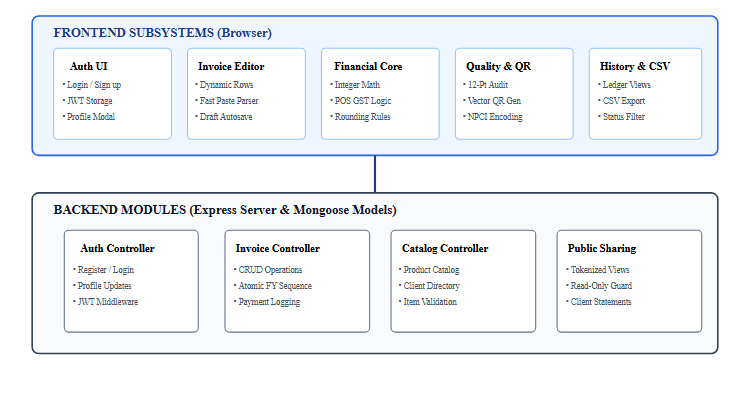 FRONTEND SUBSYSTEMS (Browser)
Auth UI
• Login / Sign up
• JWT Storage
• Profile Modal
Invoice Editor
• Dynamic Rows
• Fast Paste Parser
• Draft Autosave
Financial Core
• Integer Math
• POS GST Logic
• Rounding Rules
Quality & QR
• 12-Pt Audit
• Vector QR Gen
• NPCI Encoding
History & CSV
• Ledger Views
• CSV Export
• Status Filter
BACKEND MODULES (Express Server & Mongoose Models)
Auth Controller
• Register / Login
• Profile Updates
• JWT Middleware
Invoice Controller
• CRUD Operations
• Atomic FY Sequence
• Payment Logging
Catalog Controller
• Product Catalog
• Client Directory
• Item Validation
Public Sharing
• Tokenized Views
• Read-Only Guard
• Client Statements